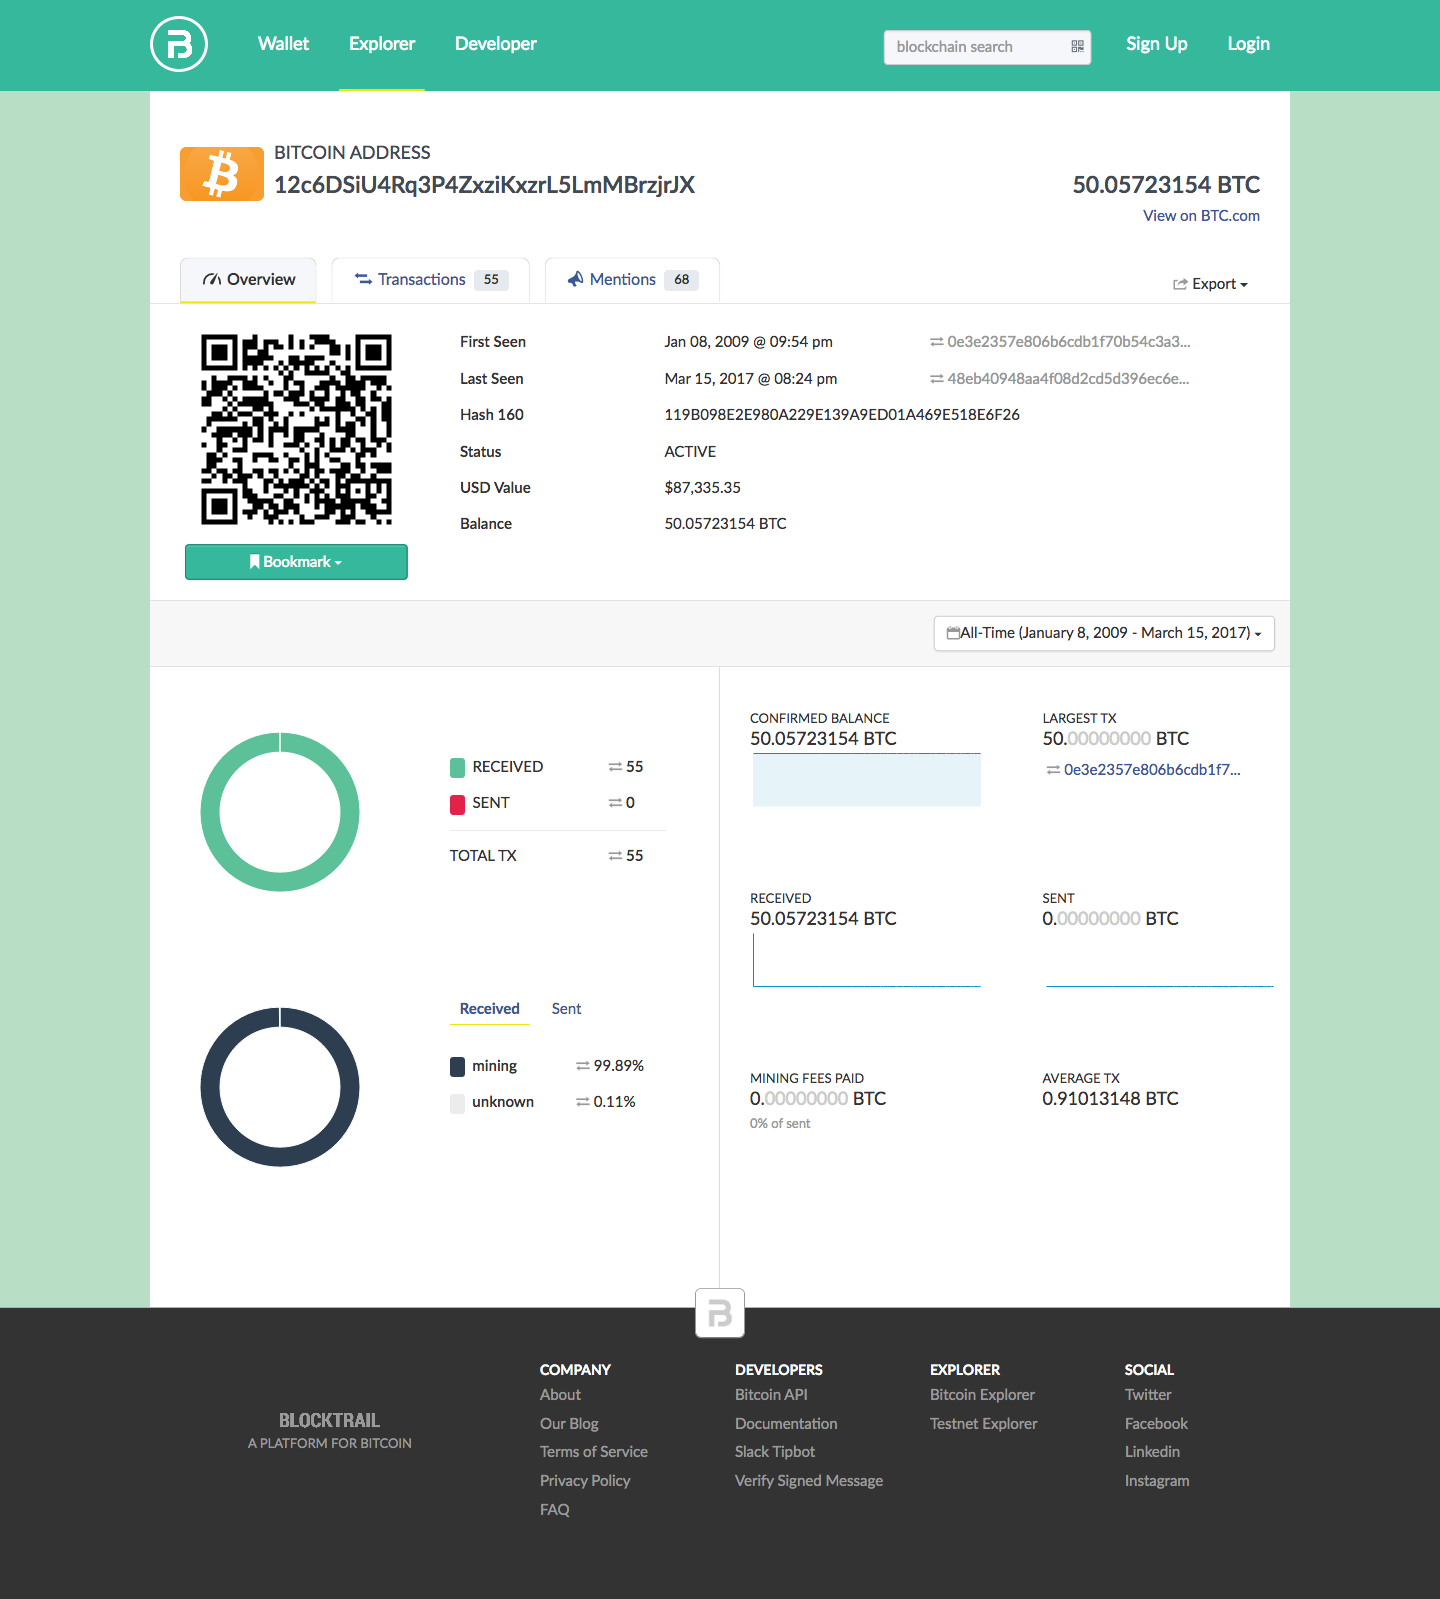 Wallet Explorer Developer blockchain search Sign Up Login
BITCOIN ADDRESS
12c6DSiU4Rq3P4ZxziKxzrL5LmMBrzjrJX 50.05723154 BTC
View on BTC.com
Overview Transactions 55 Mentions 68 Export
First Seen Jan 08, 2009 @ 09:54 pm 0e3e2357e806b6cdb1f70b54c3a3...
Last Seen Mar 15, 2017 @ 08:24 pm 48eb40948aa4f08d2cd5d396ec6e...
Hash 160 119B098E2E980A229E139A9ED01A469E518E6F26
Status ACTIVE
USD Value $87,335.35
Balance 50.05723154 BTC
Bookmark
All-Time (January 8, 2009 - March 15, 2017)
RECEIVED 55
SENT 0
TOTAL TX 55
Received Sent
mining 99.89%
unknown 0.11%
CONFIRMED BALANCE
50.05723154 BTC
LARGEST TX
50.00000000 BTC
0e3e2357e806b6cdb1f7...
RECEIVED
50.05723154 BTC
SENT
0.00000000 BTC
MINING FEES PAID
0.00000000 BTC
0% of sent
AVERAGE TX
0.91013148 BTC
BLOCKTRAIL
A PLATFORM FOR BITCOIN
COMPANY
About
Our Blog
Terms of Service
Privacy Policy
FAQ
DEVELOPERS
Bitcoin API
Documentation
Slack Tipbot
Verify Signed Message
EXPLORER
Bitcoin Explorer
Testnet Explorer
SOCIAL
Twitter
Facebook
Linkedin
Instagram